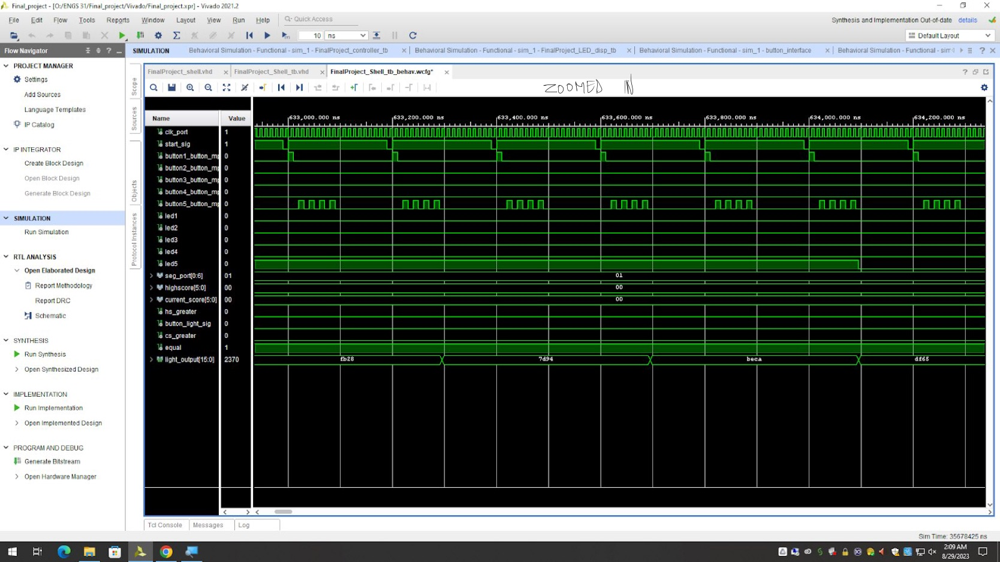 Final_project - [O:/ENGS 31/Final_project/Vivado/Final_project.xpr] - Vivado 2021.2
File Edit Flow Tools Reports Window Layout View Run Help Quick Access
Synthesis and Implementation Out-of-date details
10 ns Default Layout
Flow Navigator
SIMULATION Behavioral Simulation - Functional - sim_1 - FinalProject_controller_tb Behavioral Simulation - Functional - sim_1 - FinalProject_LED_disp_tb Behavioral Simulation - Functional - sim_1 - button_interface Behavioral Simulation - Functional - sim
PROJECT MANAGER
Settings
Add Sources
Language Templates
IP Catalog
IP INTEGRATOR
Create Block Design
Open Block Design
Generate Block Design
SIMULATION
Run Simulation
RTL ANALYSIS
Open Elaborated Design
Report Methodology
Report DRC
Schematic
SYNTHESIS
Run Synthesis
Open Synthesized Design
IMPLEMENTATION
Run Implementation
Open Implemented Design
PROGRAM AND DEBUG
Generate Bitstream
Open Hardware Manager
Scope
Sources
Objects
Protocol Instances
FinalProject_shell.vhd FinalProject_Shell_tb.vhd FinalProject_Shell_tb_behav.wcfg*
ZOOMED IN
Name Value
633,000.000 ns 633,200.000 ns 633,400.000 ns 633,600.000 ns 633,800.000 ns 634,000.000 ns 634,200.000 ns
clk_port 1
start_sig 1
button1_button_mp 0
button2_button_mp 0
button3_button_mp 0
button4_button_mp 0
button5_button_mp 0
led1 0
led2 0
led3 0
led4 0
led5 0
seg_port[0:6] 01 01
highscore[5:0] 00 00
current_score[5:0] 00 00
hs_greater 0
button_light_sig 0
cs_greater 0
equal 1
light_output[15:0] 2370 fb28 7d94 beca df65
Tcl Console Messages Log
Sim Time: 35678425 ns
2:09 AM
8/29/2023